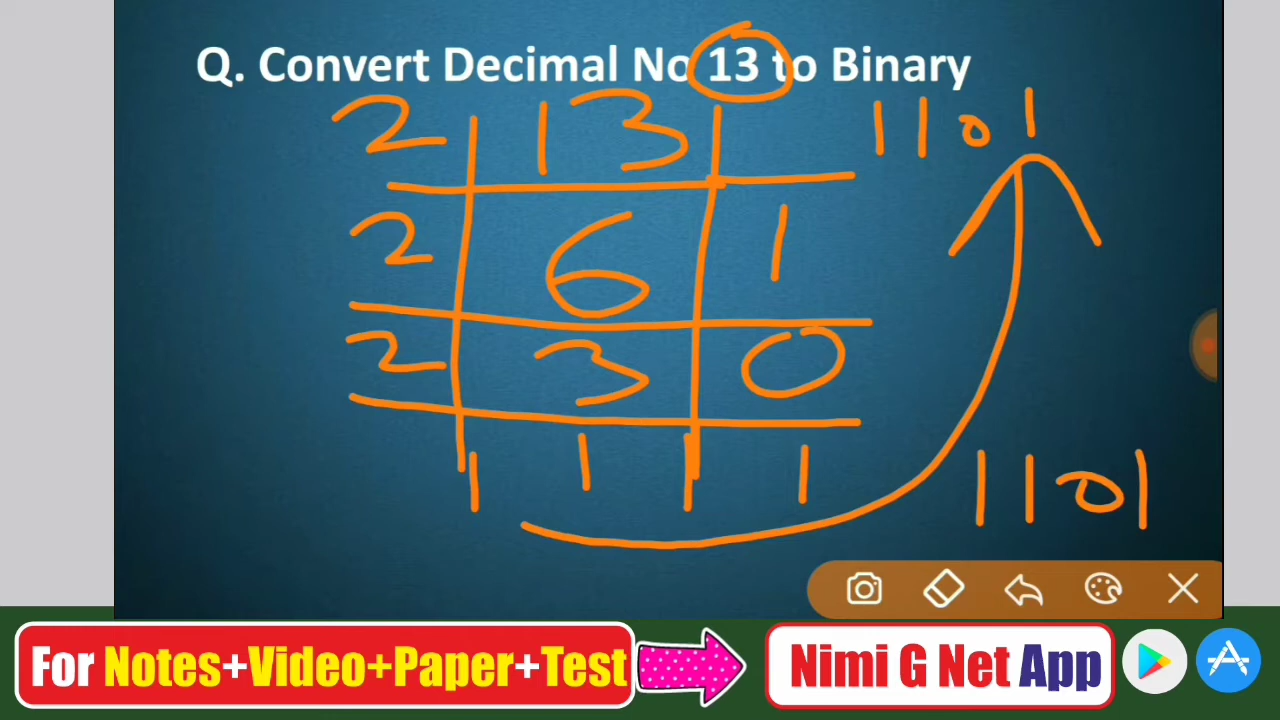 Q. Convert Decimal No 13 to Binary
2 13 1101
2 6 1
2 3 0
1 1 1101
For Notes+Video+Paper+Test Nimi G Net App